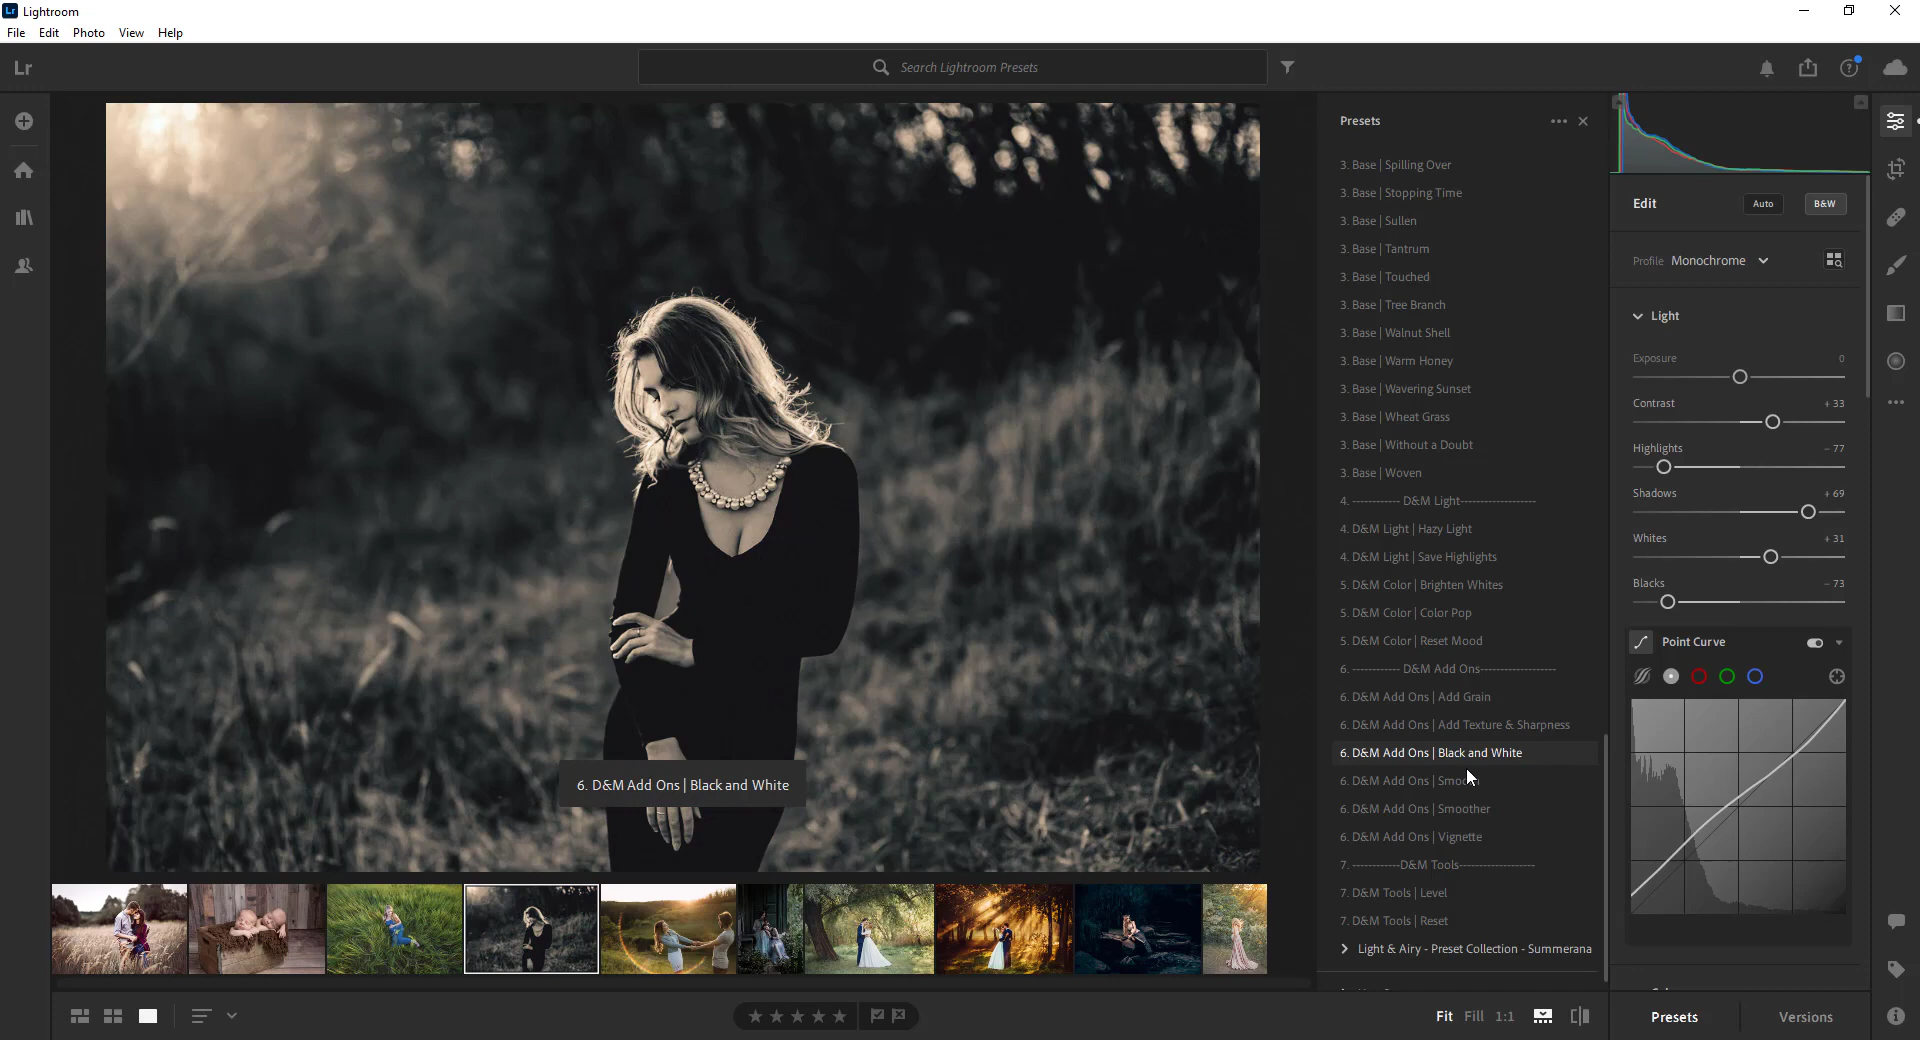 Lr Lightroom
File Edit Photo View Help
Lr
Search Lightroom Presets
Presets
3. Base | Spilling Over
3. Base | Stopping Time
3. Base | Sullen
3. Base | Tantrum
3. Base | Touched
3. Base | Tree Branch
3. Base | Walnut Shell
3. Base | Warm Honey
3. Base | Wavering Sunset
3. Base | Wheat Grass
3. Base | Without a Doubt
3. Base | Woven
4. ------------ D&M Light-------------------
4. D&M Light | Hazy Light
4. D&M Light | Save Highlights
5. D&M Color | Brighten Whites
5. D&M Color | Color Pop
5. D&M Color | Reset Mood
6. ------------ D&M Add Ons-------------------
6. D&M Add Ons | Add Grain
6. D&M Add Ons | Add Texture & Sharpness
6. D&M Add Ons | Black and White
6. D&M Add Ons |
6. D&M Add Ons | Smoother
6. D&M Add Ons | Vignette
7. ------------D&M Tools-------------------
7. D&M Tools | Level
7. D&M Tools | Reset
Light & Airy - Preset Collection - Summerana
6. D&M Add Ons | Black and White
Edit Auto B&W
Profile Monochrome
Light
Exposure 0
Contrast + 33
Highlights - 77
Shadows + 69
Whites + 31
Blacks - 73
Point Curve
Fit Fill 1:1
Presets Versions